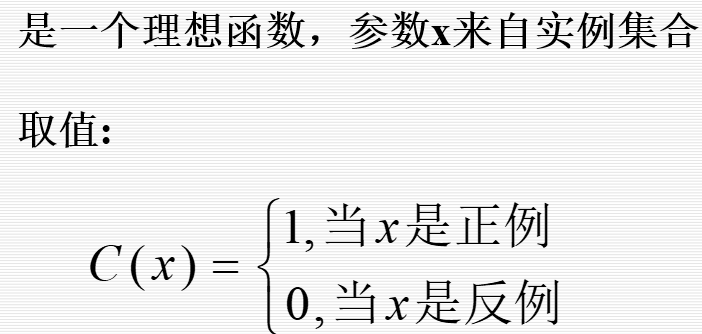 是一个理想函数，参数x来自实例集合
取值：
C(x) = { 1, 当x是正例
0, 当x是反例